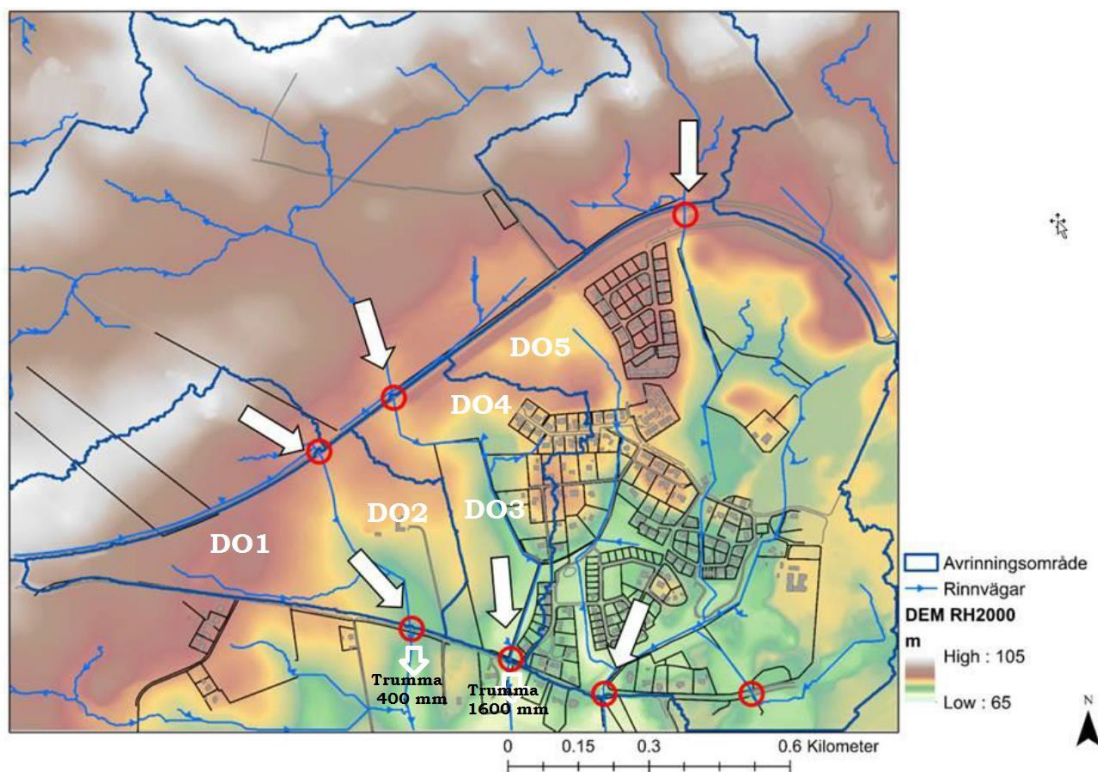 DO5
DO4
DO3
DO2
DO1
Trumma
400 mm
Trumma
1600 mm
Avrinningsområde
Rinnvägar
DEM RH2000
m
High : 105
Low : 65
N
0 0.15 0.3 0.6 Kilometer